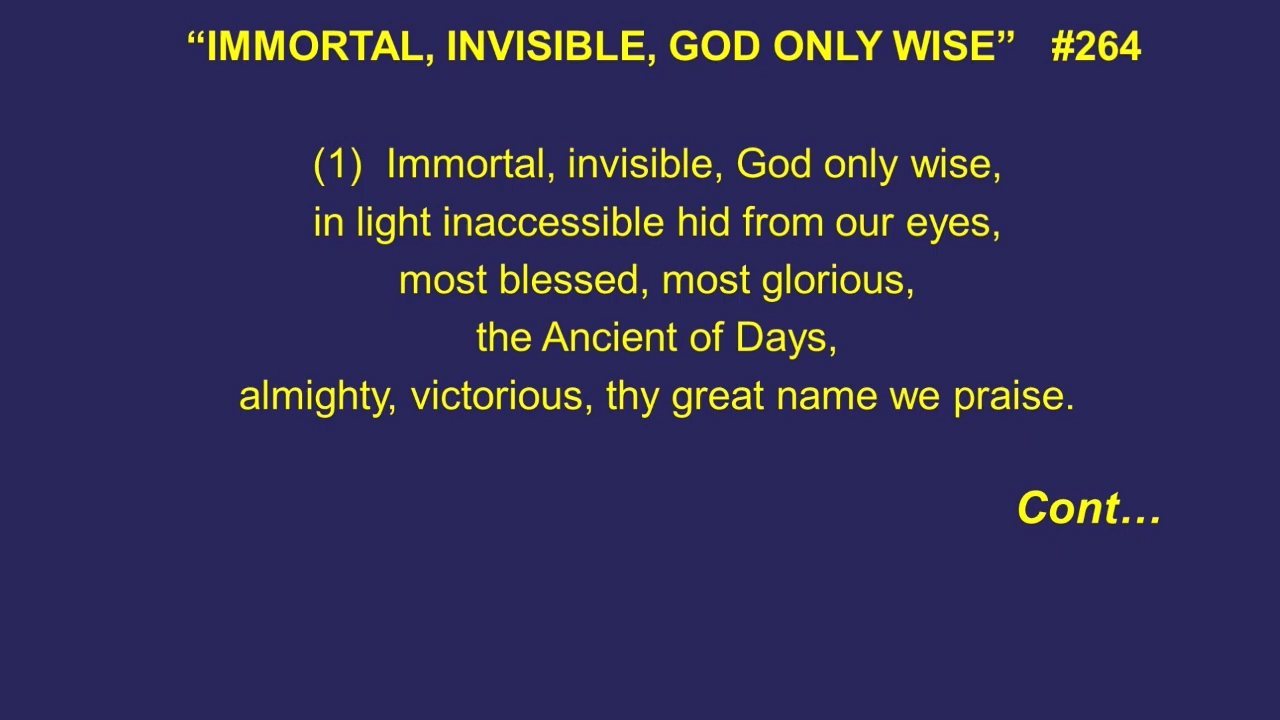 “IMMORTAL, INVISIBLE, GOD ONLY WISE” #264
(1) Immortal, invisible, God only wise,
in light inaccessible hid from our eyes,
most blessed, most glorious,
the Ancient of Days,
almighty, victorious, thy great name we praise.
Cont…